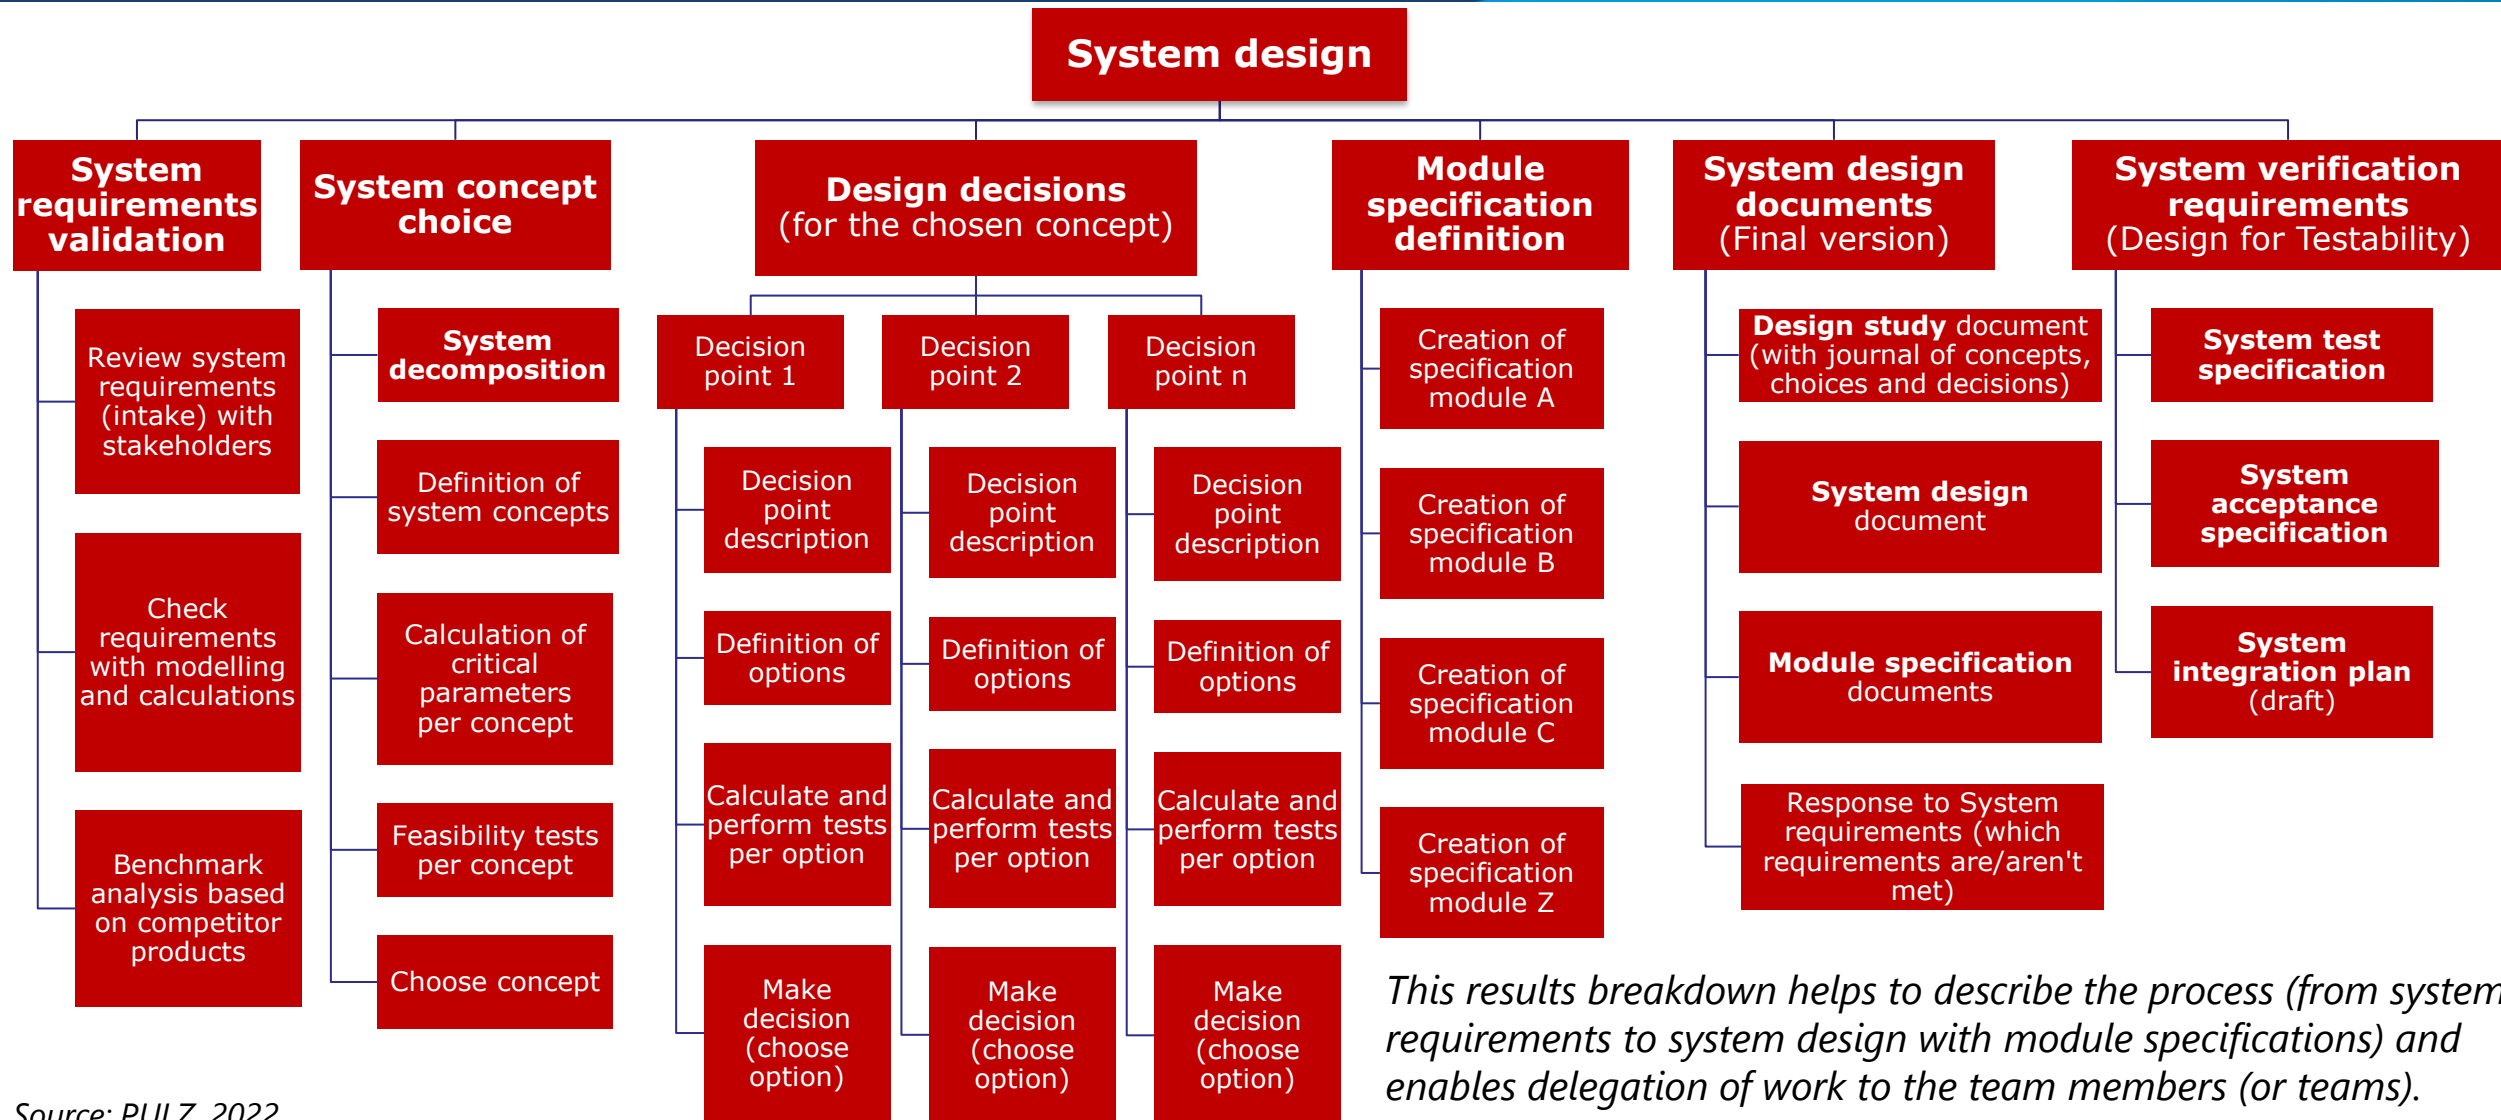 System design
System
requirements
validation
Review system
requirements
(intake) with
stakeholders
Check
requirements
with modelling
and calculations
Benchmark
analysis based
on competitor
products
System concept
choice
System
decomposition
Definition of
system concepts
Calculation of
critical
parameters
per concept
Feasibility tests
per concept
Choose concept
Design decisions
(for the chosen concept)
Decision
point 1
Decision
point
description
Definition of
options
Calculate and
perform tests
per option
Make
decision
(choose
option)
Decision
point 2
Decision
point
description
Definition of
options
Calculate and
perform tests
per option
Make
decision
(choose
option)
Decision
point n
Decision
point
description
Definition of
options
Calculate and
perform tests
per option
Make
decision
(choose
option)
Module
specification
definition
Creation of
specification
module A
Creation of
specification
module B
Creation of
specification
module C
Creation of
specification
module Z
System design
documents
(Final version)
Design study document
(with journal of concepts,
choices and decisions)
System design
document
Module specification
documents
Response to System
requirements (which
requirements are/aren't
met)
System verification
requirements
(Design for Testability)
System test
specification
System
acceptance
specification
System
integration plan
(draft)
This results breakdown helps to describe the process (from system
requirements to system design with module specifications) and
enables delegation of work to the team members (or teams).
Source: PULZ, 2022